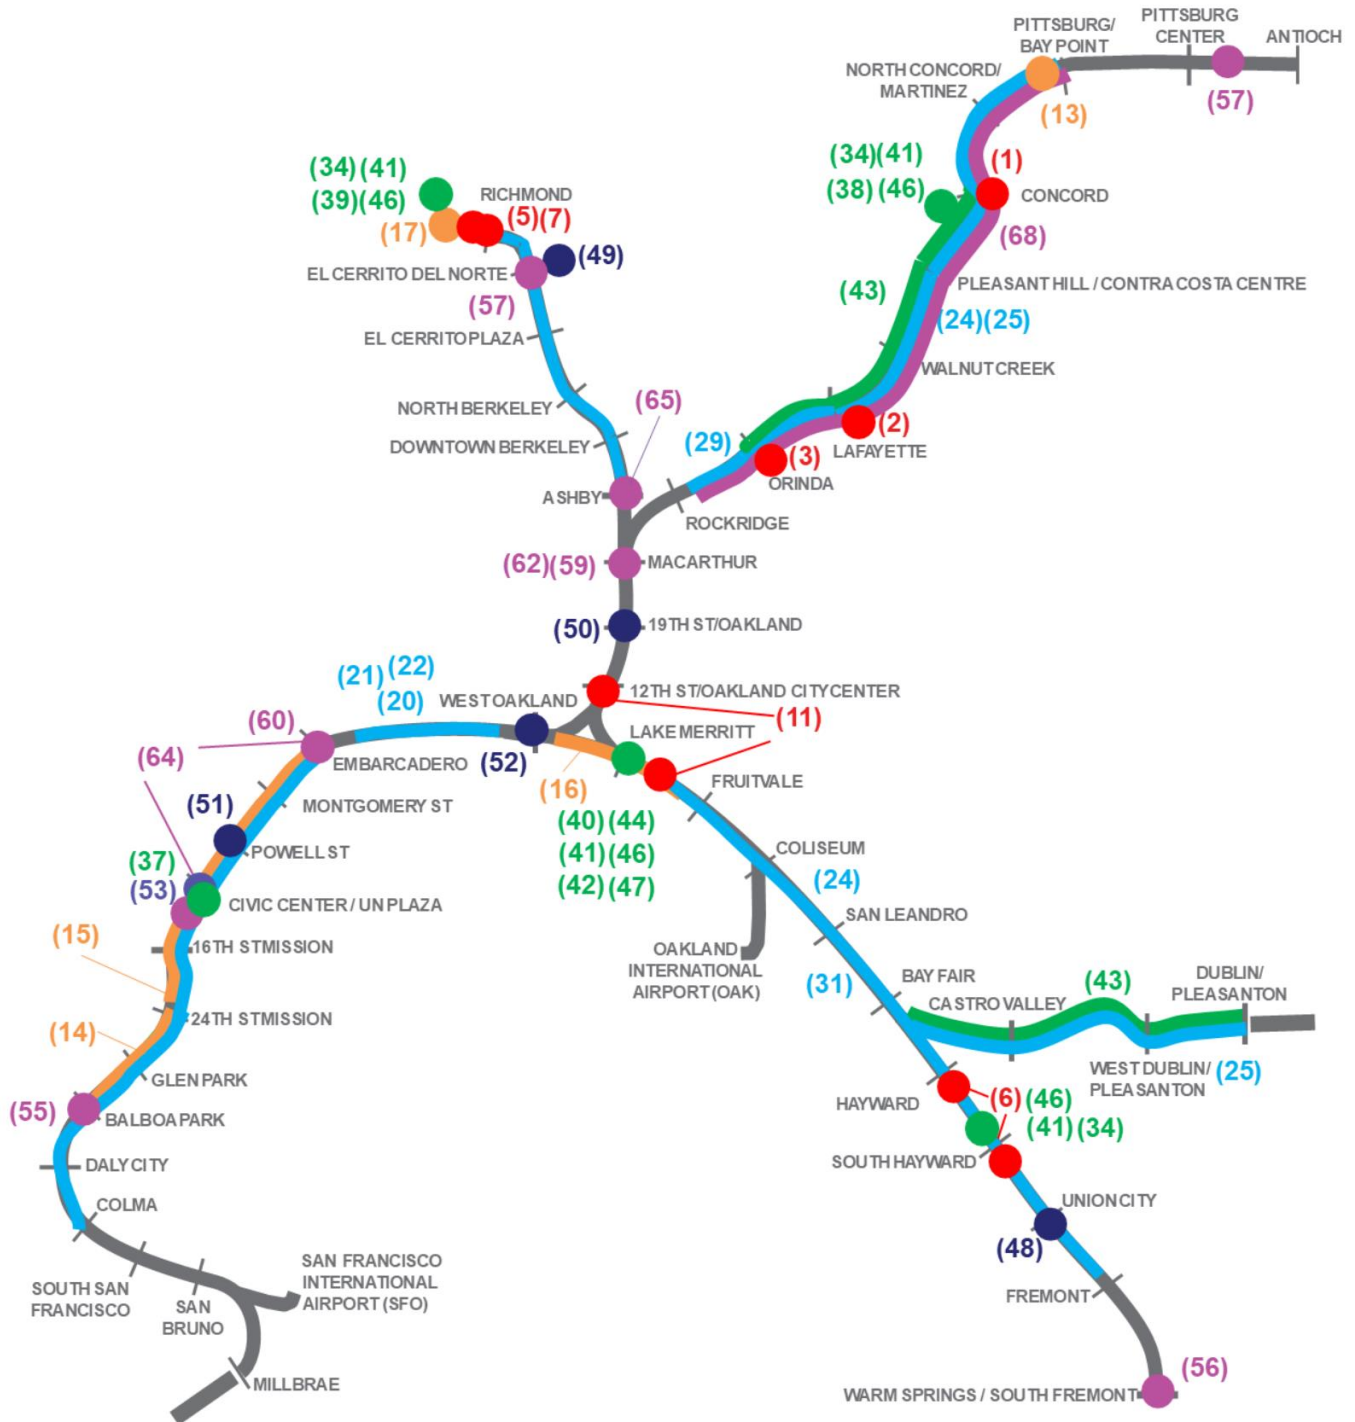 PITTSBURG/
BAY POINT
PITTSBURG
CENTER
ANTIOCH
NORTH CONCORD/
MARTINEZ
(13)
(57)
(34)(41)
(38)(46)
(1)
CONCORD
(68)
(34)(41)
(39)(46)
RICHMOND
(17)
(5)(7)
(49)
EL CERRITO DEL NORTE
(57)
(43)
PLEASANT HILL / CONTRA COSTA CENTRE
(24)(25)
EL CERRITO PLAZA
WALNUT CREEK
NORTH BERKELEY
(65)
DOWNTOWN BERKELEY
(29)
(2)
LAFAYETTE
(3)
ORINDA
ASHBY
ROCKRIDGE
(62)(59)
MACARTHUR
(50)
19TH ST/OAKLAND
(21)(22)
(20)
WEST OAKLAND
12TH ST/OAKLAND CITY CENTER
(11)
(60)
LAKE MERRITT
(64)
EMBARCADERO
(52)
(16)
FRUITVALE
(51)
MONTGOMERY ST
(40)(44)
(41)(46)
(42)(47)
POWELL ST
COLISEUM
(37)
(53)
(24)
CIVIC CENTER / UN PLAZA
SAN LEANDRO
(15)
16TH ST MISSION
OAKLAND
INTERNATIONAL
AIRPORT (OAK)
(31)
BAY FAIR
CASTRO VALLEY
(43)
DUBLIN/
PLEASANTON
24TH ST MISSION
(14)
GLEN PARK
WEST DUBLIN/
PLEASANTON
(25)
(55)
BALBOA PARK
HAYWARD
(6)
(46)
(41)(34)
DALY CITY
SOUTH HAYWARD
COLMA
UNION CITY
(48)
SOUTH SAN
FRANCISCO
SAN
BRUNO
SAN FRANCISCO
INTERNATIONAL
AIRPORT (SFO)
FREMONT
MILLBRAE
(56)
WARM SPRINGS / SOUTH FREMONT